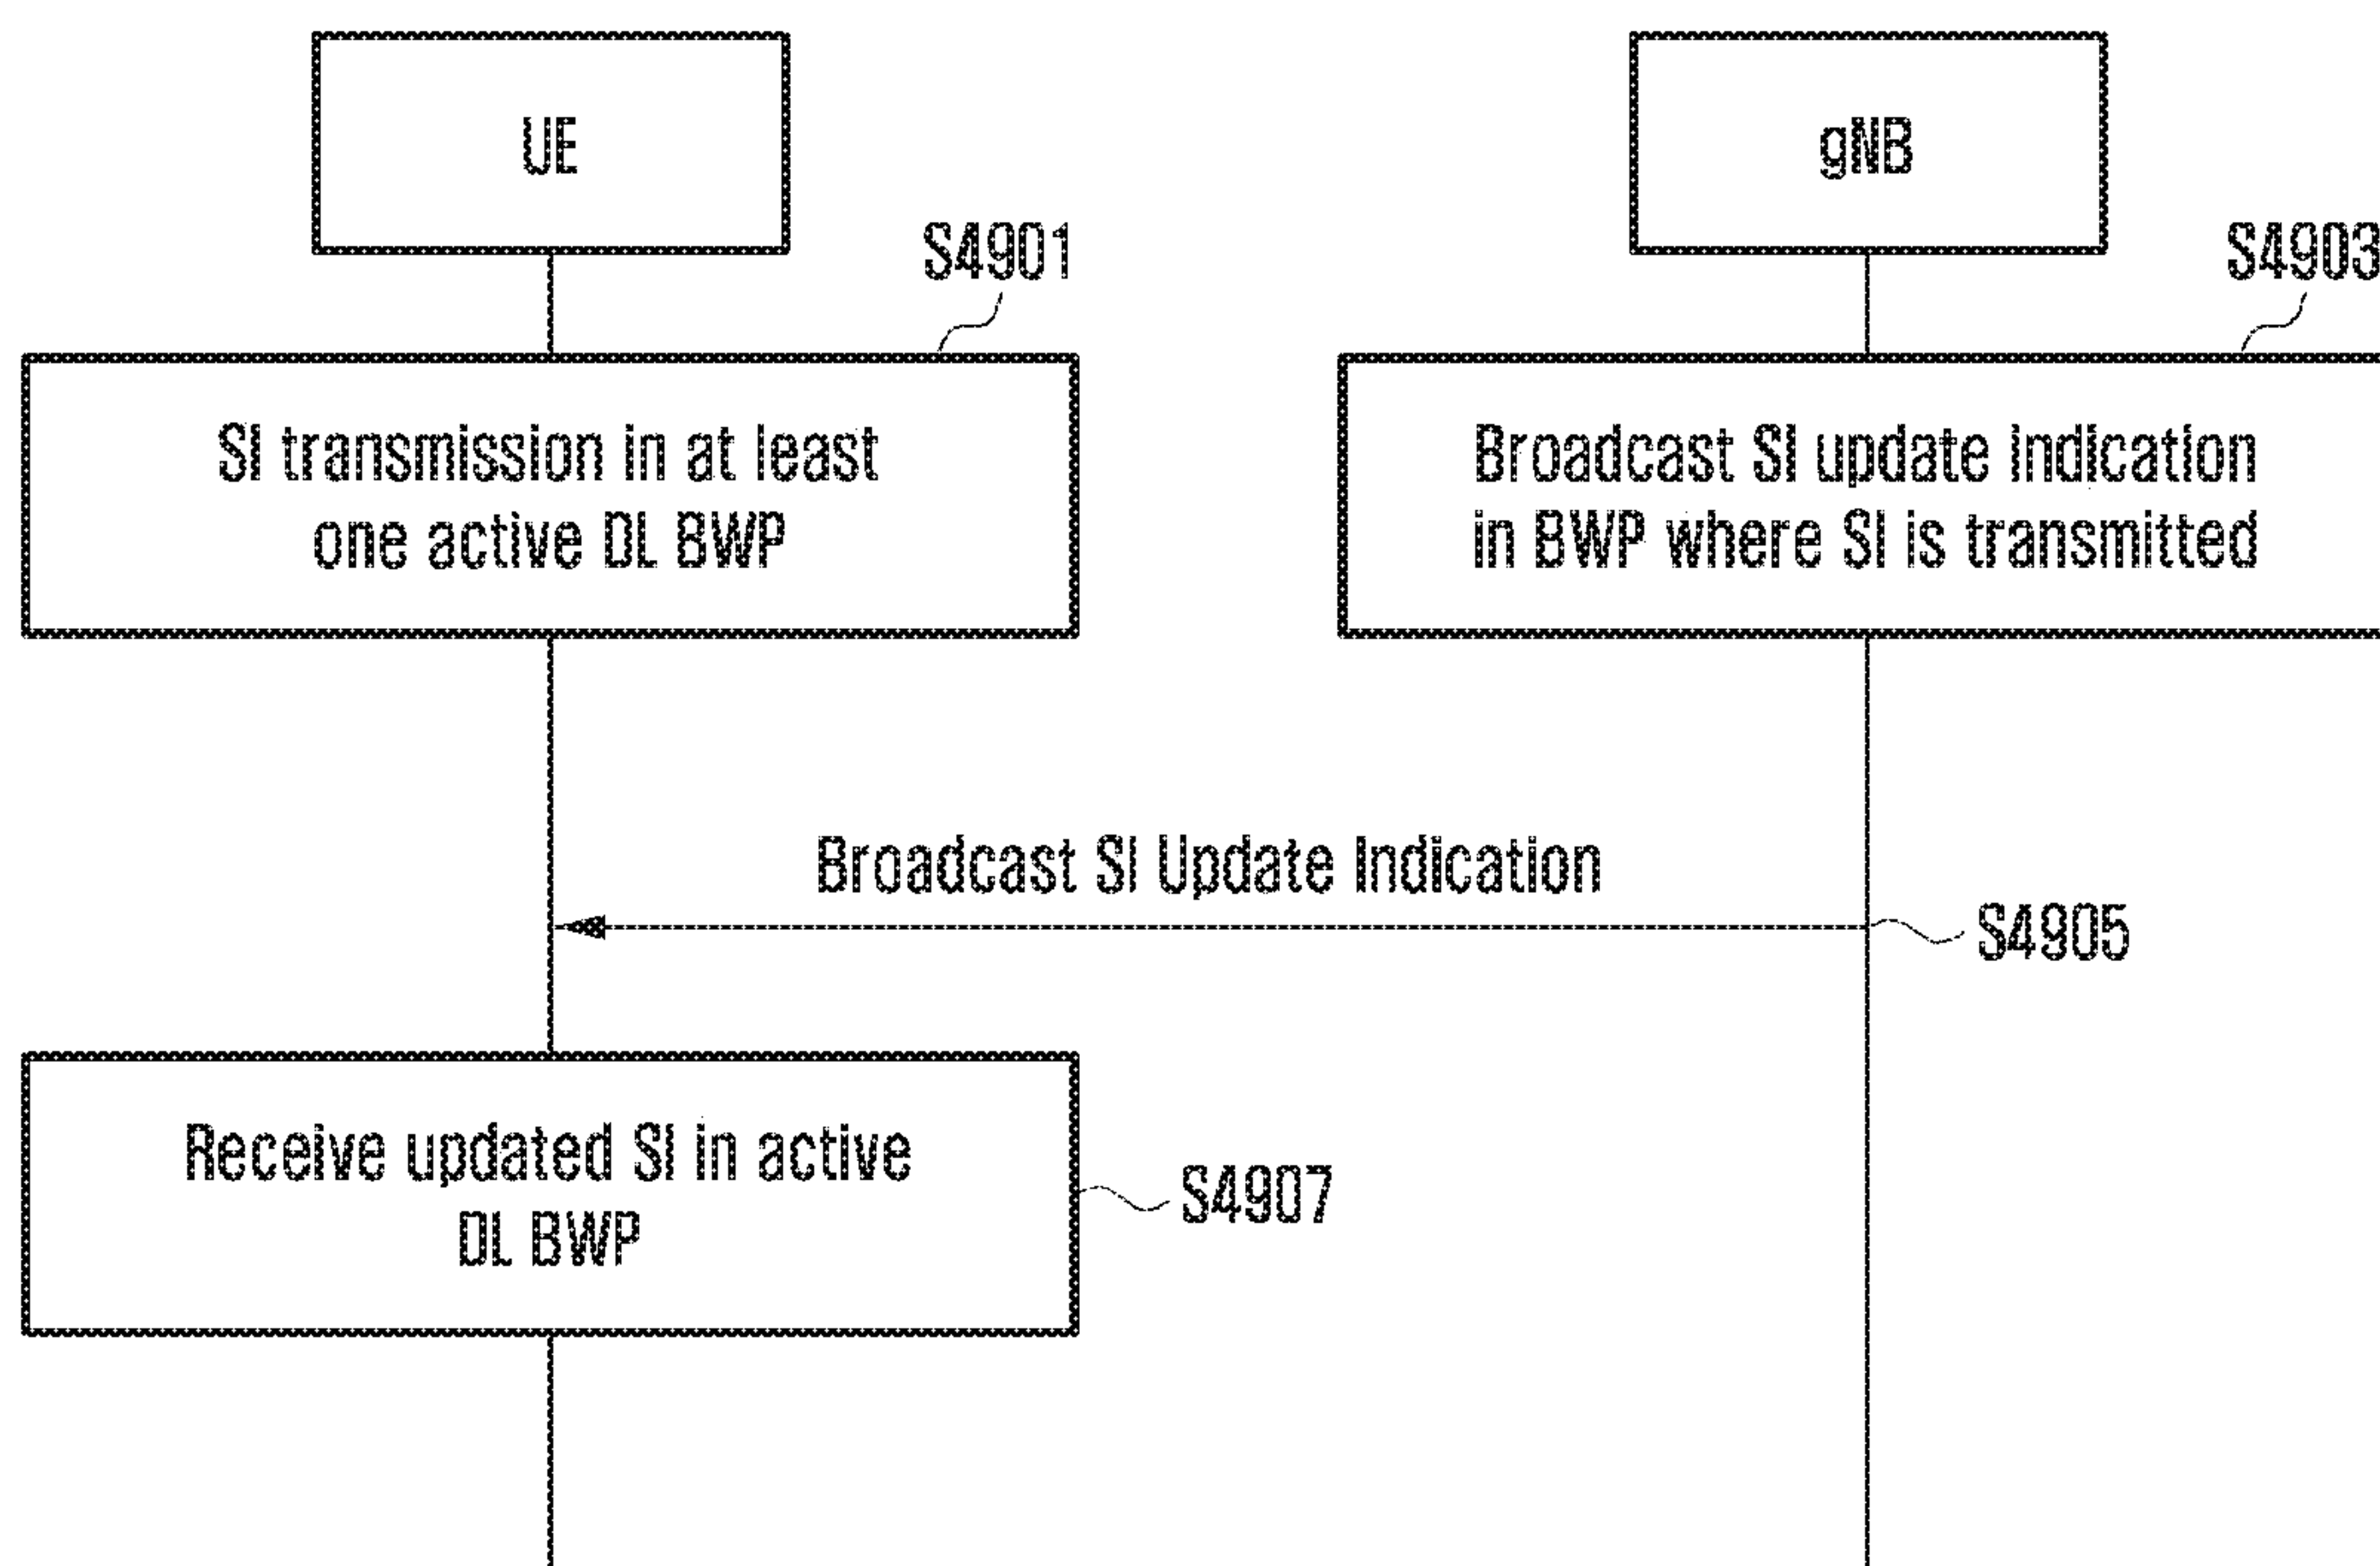 UE
gNB
S4901
S4903
SI transmission in at least
one active DL BWP
Broadcast SI update indication
in BWP where SI is transmitted
Broadcast SI Update Indication
S4905
Receive updated SI in active
DL BWP
S4907